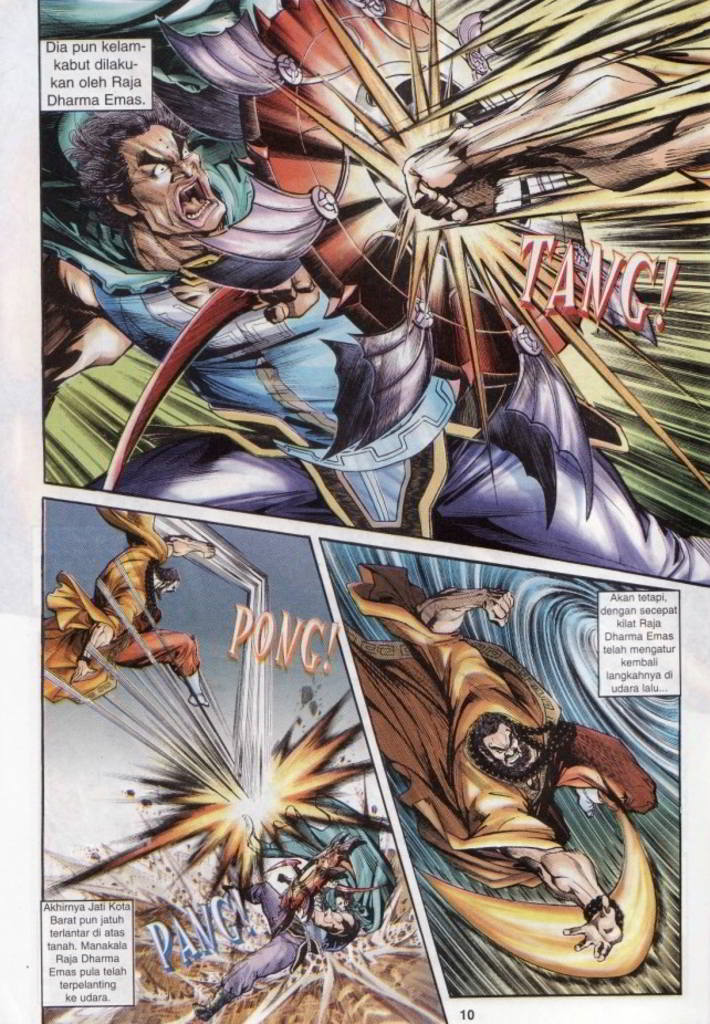 Dia pun kelam-
kabut dilaku-
kan oleh Raja
Dharma Emas.
TANG!
PONG!
Akhirnya Jati Kota
Barat pun jatuh
terlantar di atas
tanah. Manakala
Raja Dharma
Emas pula telah
terpelanting
ke udara.
PANG!
Akan tetapi,
dengan secepat
kilat Raja
Dharma Emas
telah mengatur
kembali
langkahnya di
udara lalu...
10